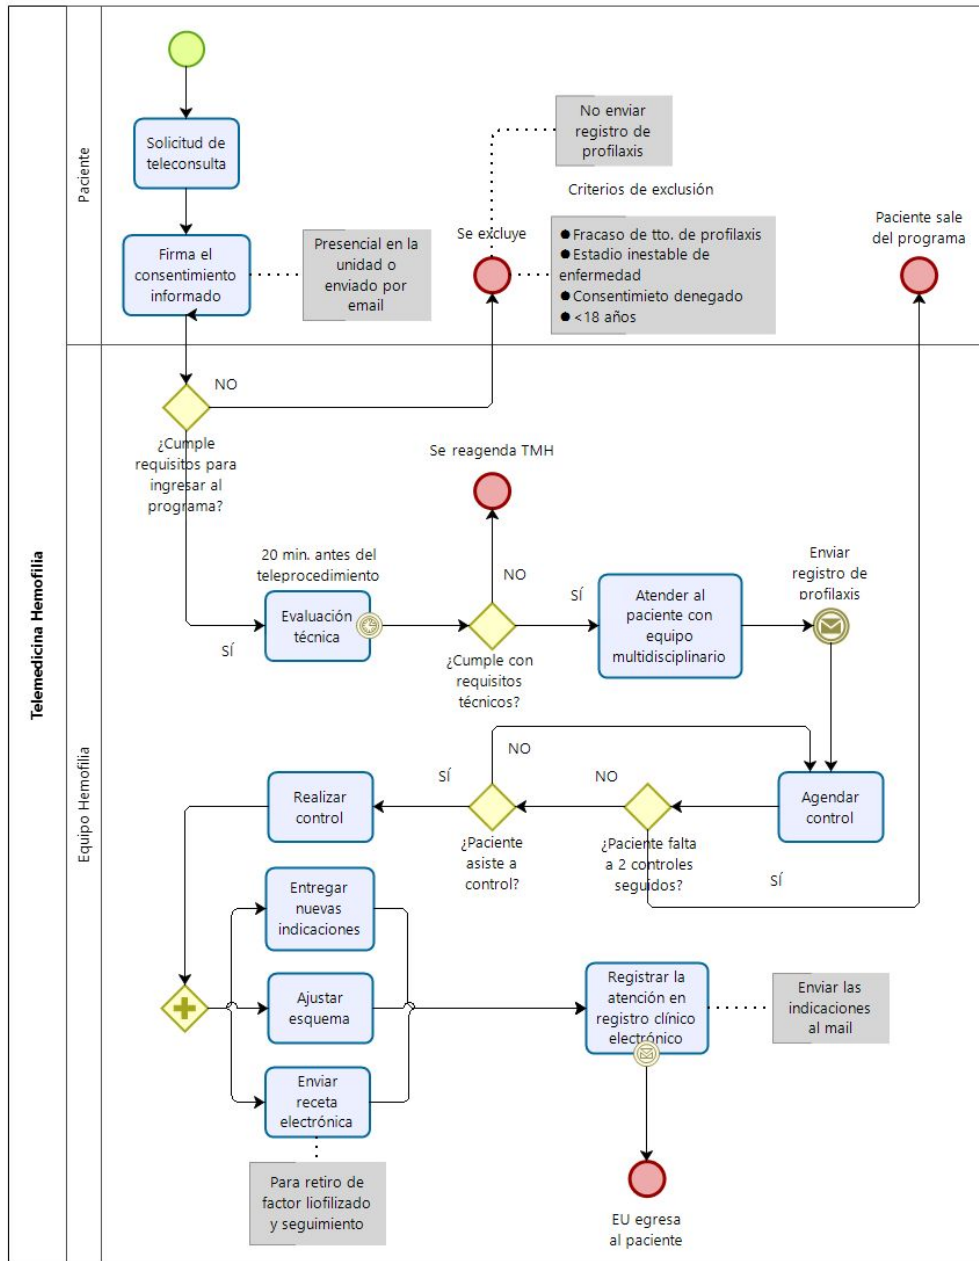 Telemedicina Hemofilia
Paciente
Solicitud de
teleconsulta
Firma el
consentimiento
informado
Presencial en la
unidad o
enviado por
email
No enviar
registro de
profilaxis
Criterios de exclusión
Se excluye
● Fracaso de tto. de profilaxis
● Estadio inestable de
enfermedad
● Consentimieto denegado
● <18 años
Paciente sale
del programa
Equipo Hemofilia
NO
¿Cumple
requisitos para
ingresar al
programa?
SÍ
Se reagenda TMH
20 min. antes del
teleprocedimiento
Evaluación
técnica
NO
SÍ
¿Cumple con
requisitos
técnicos?
Atender al
paciente con
equipo
multidisciplinario
Enviar
registro de
profilaxis
NO
SÍ
NO
Realizar
control
¿Paciente
asiste a
control?
¿Paciente falta
a 2 controles
seguidos?
SÍ
Agendar
control
Entregar
nuevas
indicaciones
Ajustar
esquema
Enviar
receta
electrónica
Para retiro de
factor liofilizado
y seguimiento
Registrar la
atención en
registro clínico
electrónico
Enviar las
indicaciones
al mail
EU egresa
al paciente